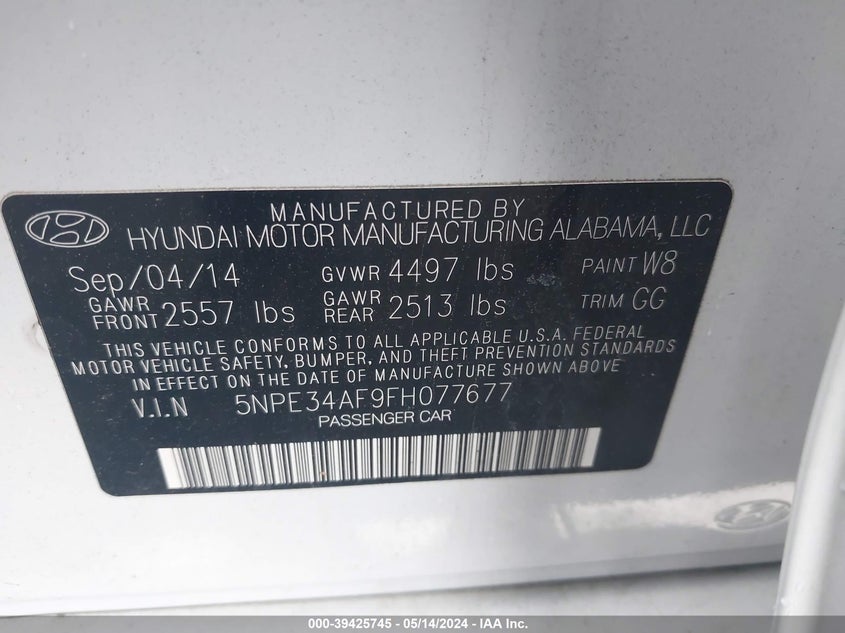 MANUFACTURED BY
HYUNDAI MOTOR MANUFACTURING ALABAMA, LLC
Sep/04/14 GVWR 4497 lbs PAINT W8
GAWR FRONT 2557 lbs GAWR REAR 2513 lbs TRIM GG
THIS VEHICLE CONFORMS TO ALL APPLICABLE U.S.A. FEDERAL
MOTOR VEHICLE SAFETY, BUMPER, AND THEFT PREVENTION STANDARDS
IN EFFECT ON THE DATE OF MANUFACTURE SHOWN ABOVE
V.I.N 5NPE34AF9FH077677
PASSENGER CAR
000-39425745 - 05/14/2024 - IAA Inc.